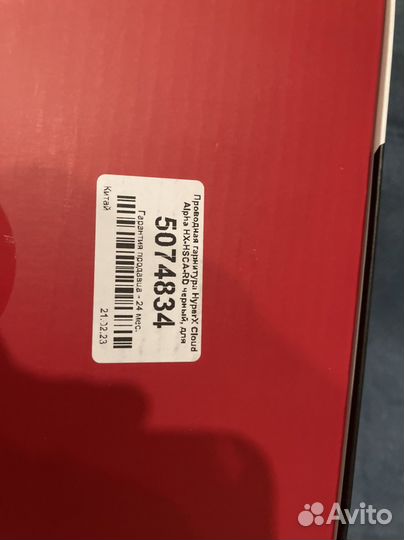 Проводная гарнитура HyperX Cloud
Alpha HX-HSCA-RD черный, для
5074834
Гарантия продавца - 24 мес.
Китай
21.02.23
Avito